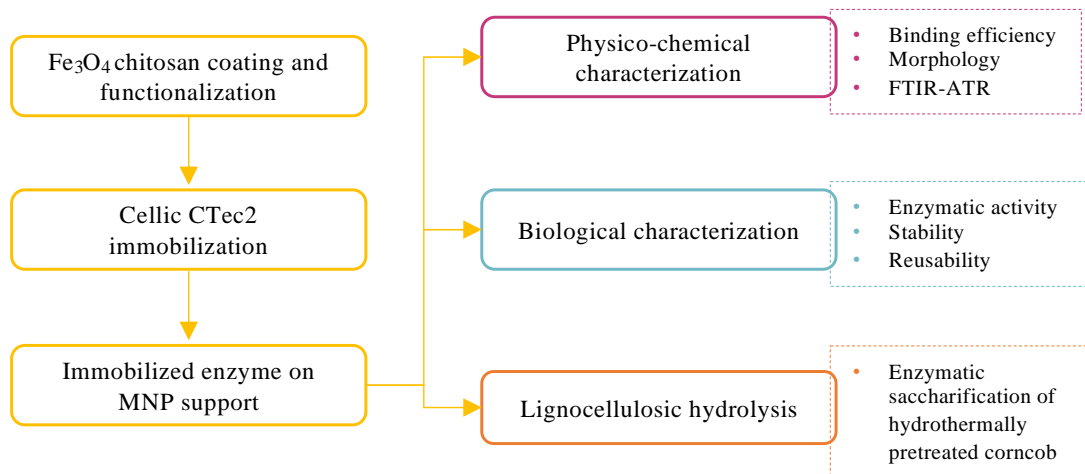 Fe3O4 chitosan coating and
functionalization
Cellic CTec2
immobilization
Immobilized enzyme on
MNP support
Physico-chemical
characterization
• Binding efficiency
• Morphology
• FTIR-ATR
Biological characterization
• Enzymatic activity
• Stability
• Reusability
Lignocellulosic hydrolysis
• Enzymatic
saccharification of
hydrothermally
pretreated corncob